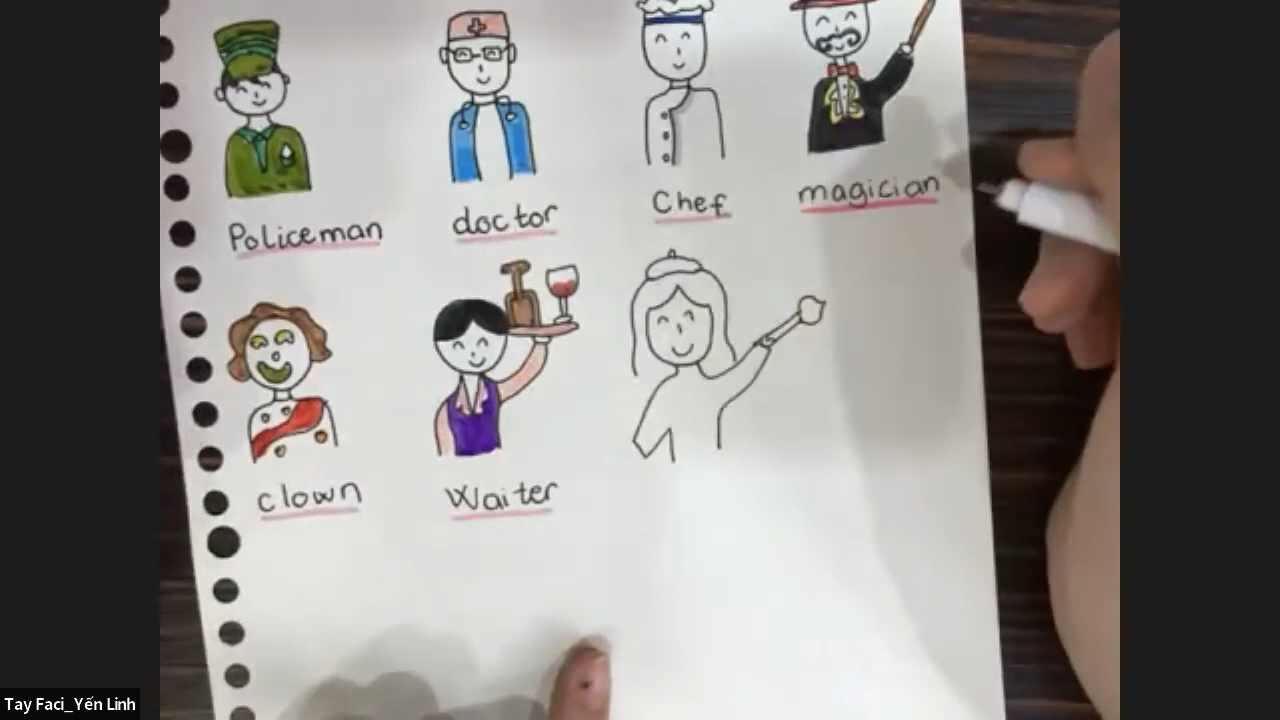 Policeman
doctor
Chef
magician
clown
Waiter
Tay Faci_Yến Linh